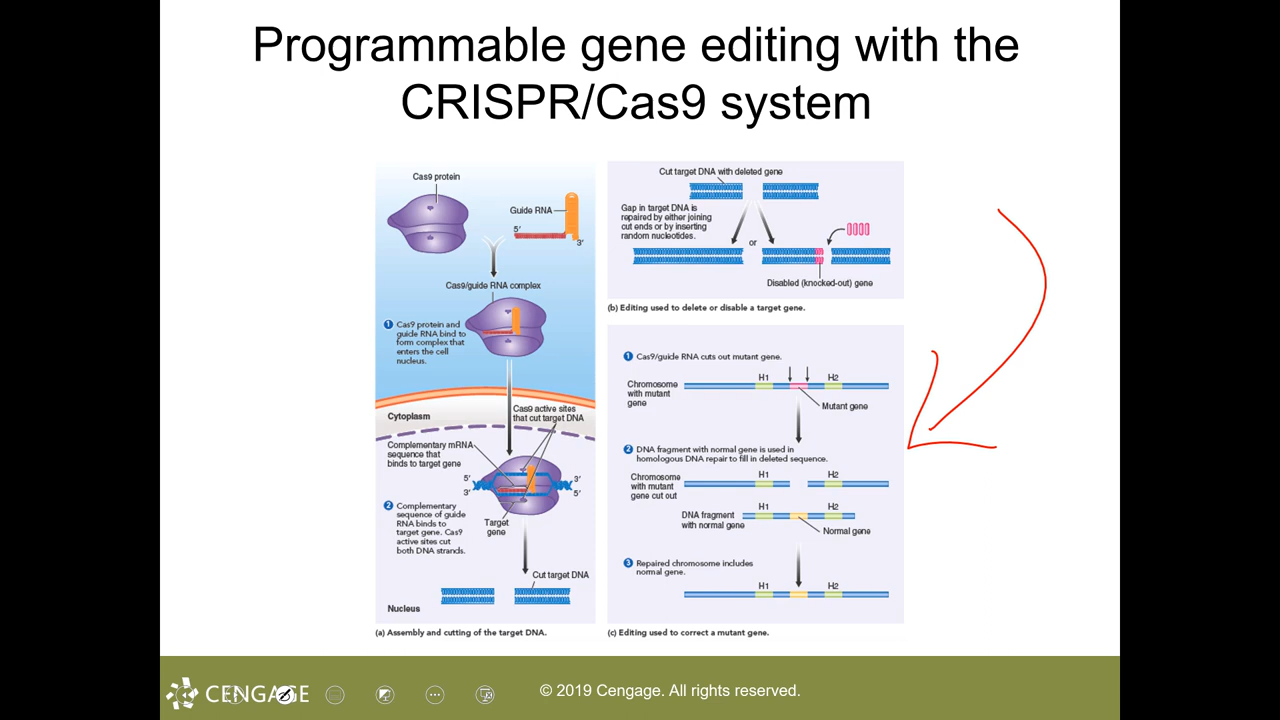 Programmable gene editing with the
CRISPR/Cas9 system
Cas9 protein
Guide RNA
5′
3′
Cas9/guide RNA complex
1 Cas9 protein and
guide RNA bind to
form complex that
enters the cell
nucleus.
Cytoplasm
Cas9 active sites
that cut target DNA
Complementary mRNA
sequence that
binds to target gene
5′
3′
3′
5′
2 Complementary
sequence of guide
RNA binds to
target gene. Cas9
active sites cut
both DNA strands.
Target
gene
Cut target DNA
Nucleus
(a) Assembly and cutting of the target DNA.
Cut target DNA with deleted gene
Gap in target DNA is
repaired by either joining
cut ends or by inserting
random nucleotides.
or
Disabled (knocked-out) gene
(b) Editing used to delete or disable a target gene.
1 Cas9/guide RNA cuts out mutant gene.
H1
H2
Chromosome
with mutant
gene
Mutant gene
2 DNA fragment with normal gene is used in
homologous DNA repair to fill in deleted sequence.
H1
H2
Chromosome
with mutant
gene cut out
H1
H2
DNA fragment
with normal gene
Normal gene
3 Repaired chromosome includes
normal gene.
H1
H2
(c) Editing used to correct a mutant gene.
CENGAGE
© 2019 Cengage. All rights reserved.